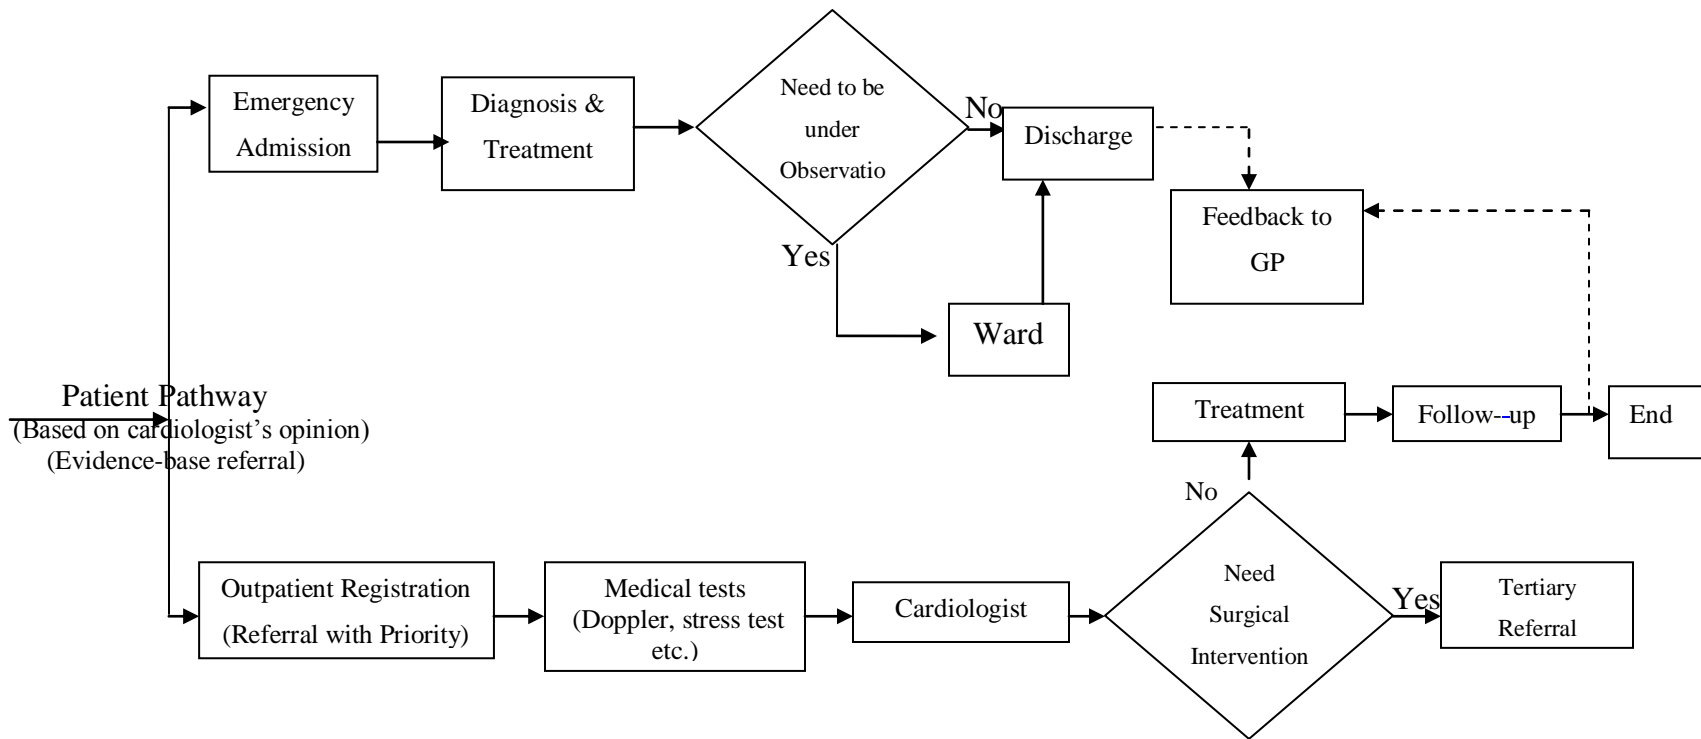 Emergency
Admission
Diagnosis &
Treatment
Need to be
under
Observatio
No
Discharge
Feedback to
GP
Yes
Ward
Patient Pathway
(Based on cardiologist’s opinion)
(Evidence-base referral)
Treatment
Follow--up
End
No
Outpatient Registration
(Referral with Priority)
Medical tests
(Doppler, stress test
etc.)
Cardiologist
Need
Surgical
Intervention
Yes
Tertiary
Referral